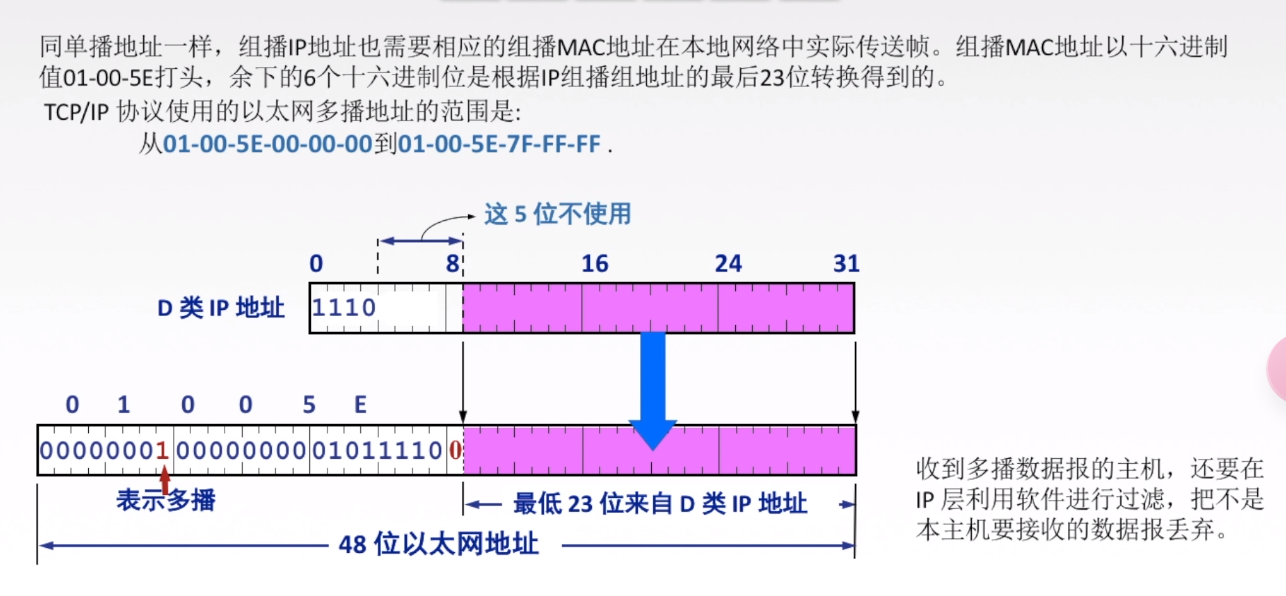 同单播地址一样，组播IP地址也需要相应的组播MAC地址在本地网络中实际传送帧。组播MAC地址以十六进制
值01-00-5E打头，余下的6个十六进制位是根据IP组播组地址的最后23位转换得到的。
TCP/IP 协议使用的以太网多播地址的范围是:
从01-00-5E-00-00-00到01-00-5E-7F-FF-FF .
这 5 位不使用
0 8 16 24 31
D 类 IP 地址 1110
0 1 0 0 5 E
00000001 00000000 01011110 0
表示多播
最低 23 位来自 D 类 IP 地址
48 位以太网地址
收到多播数据报的主机，还要在
IP 层利用软件进行过滤，把不是
本主机要接收的数据报丢弃。